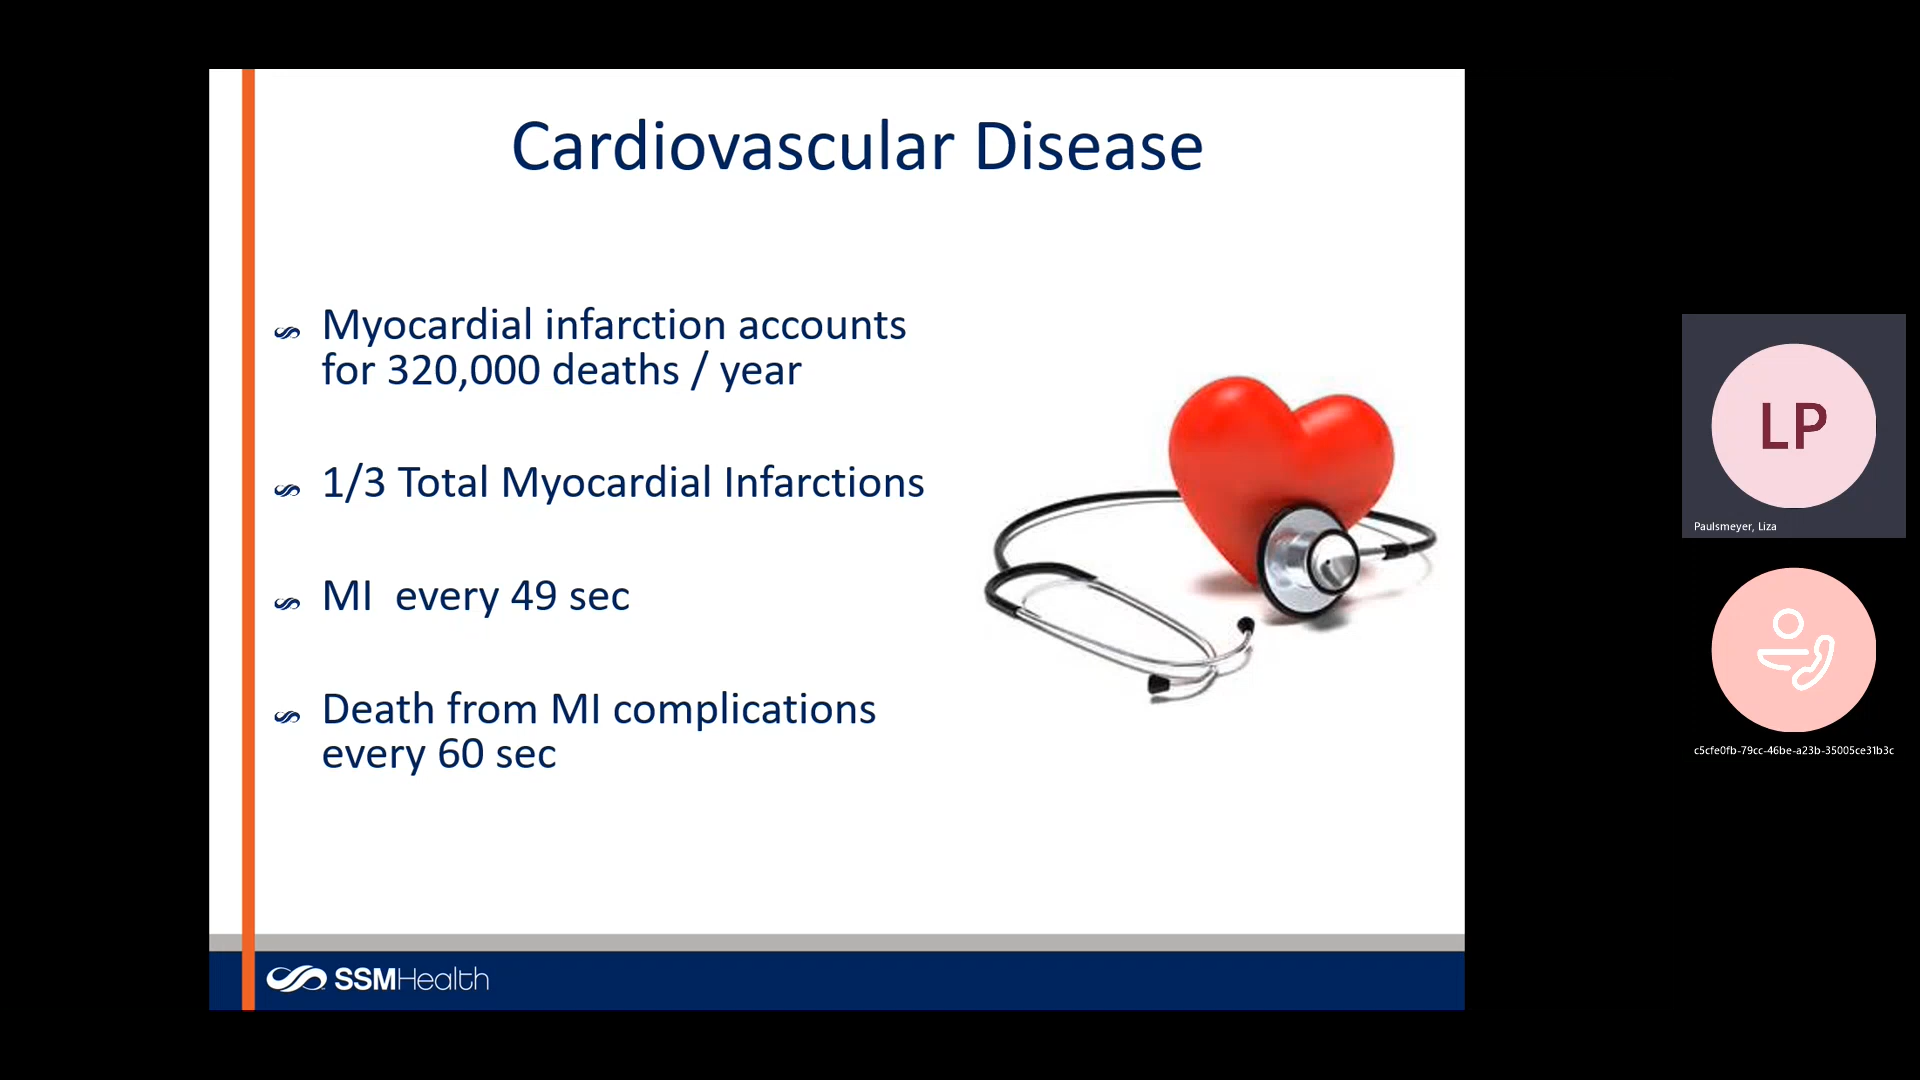 Cardiovascular Disease
Myocardial infarction accounts
for 320,000 deaths / year
1/3 Total Myocardial Infarctions
MI  every 49 sec
Death from MI complications
every 60 sec
SSMHealth
LP
Paulsmeyer, Liza
c5cfe0fb-79cc-46be-a23b-35005ce31b3c